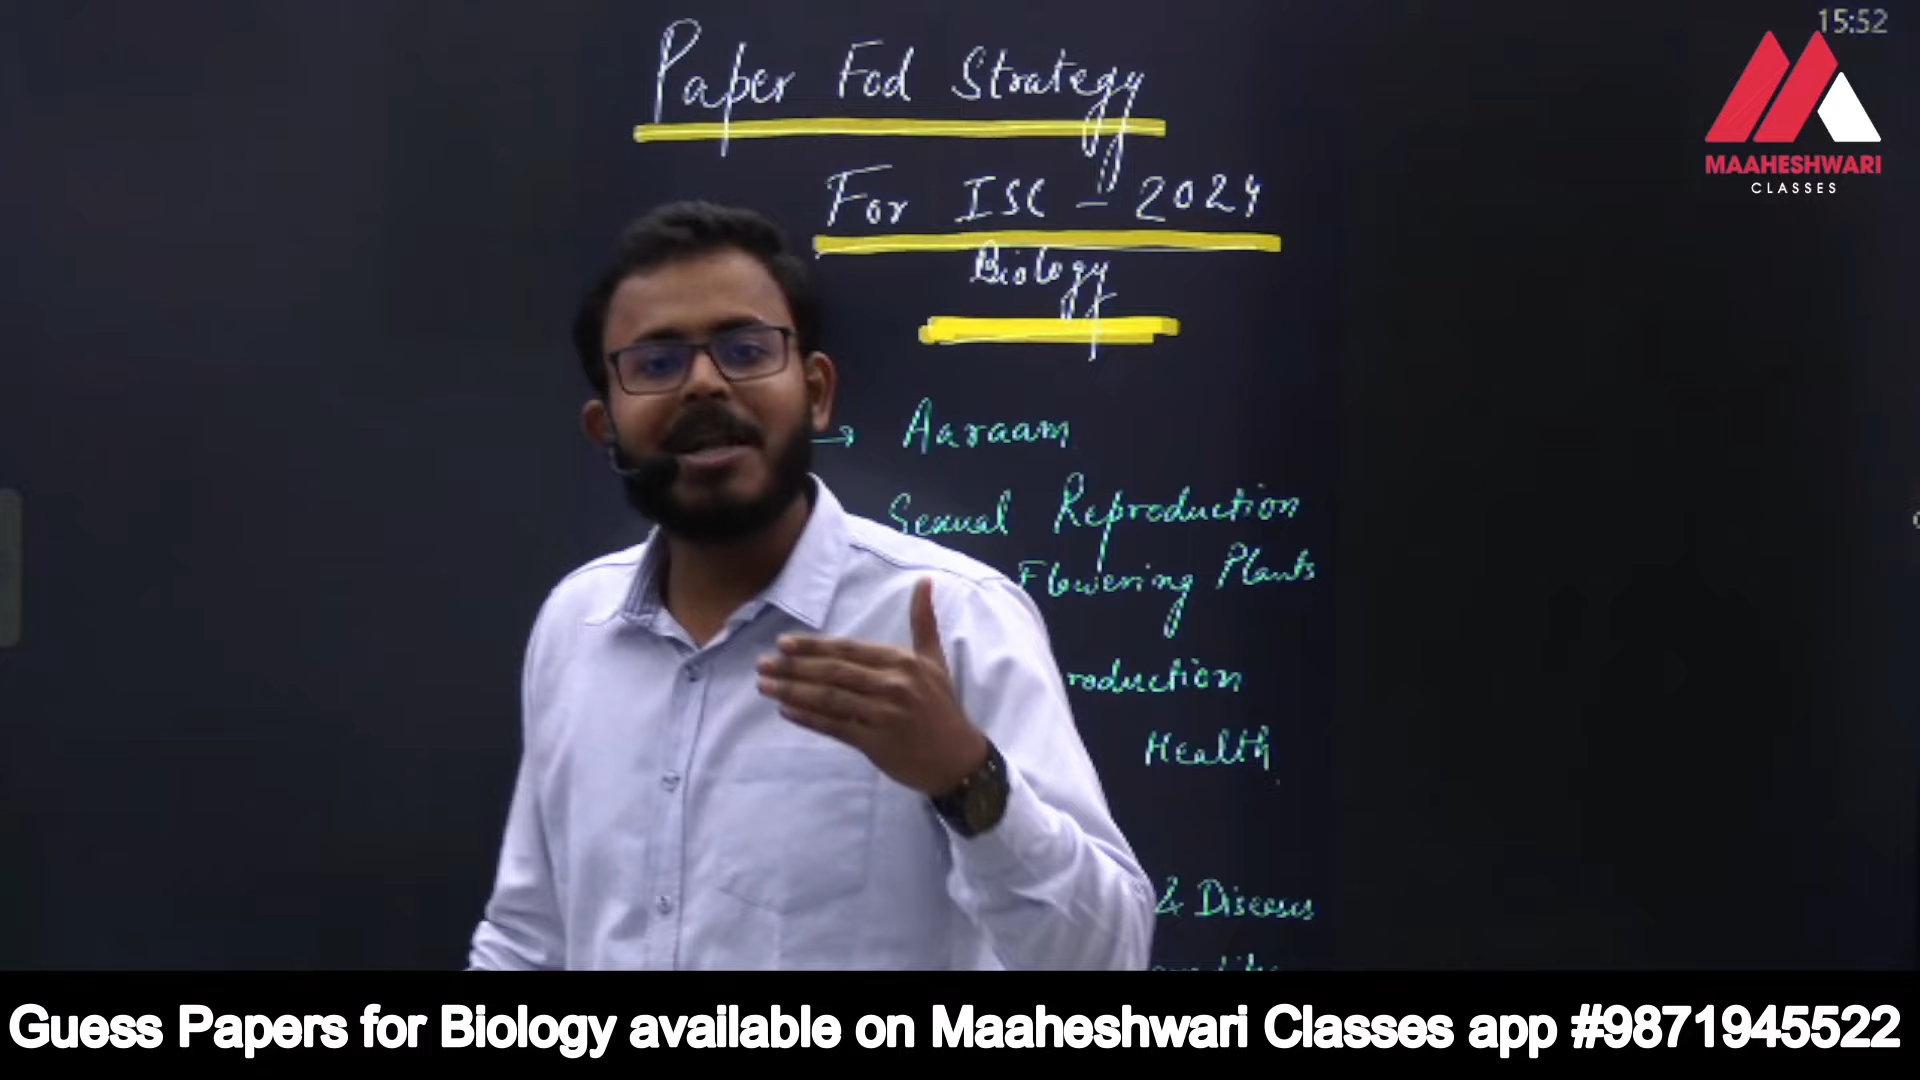 15:52
Paper Fod Strategy
For ISC - 2024
Biology
MAAHESHWARI
CLASSES
→ Aaraam
Sexual Reproduction
Flowering Plants
roduction
Health
& Diseases
Guess Papers for Biology available on Maaheshwari Classes app #9871945522